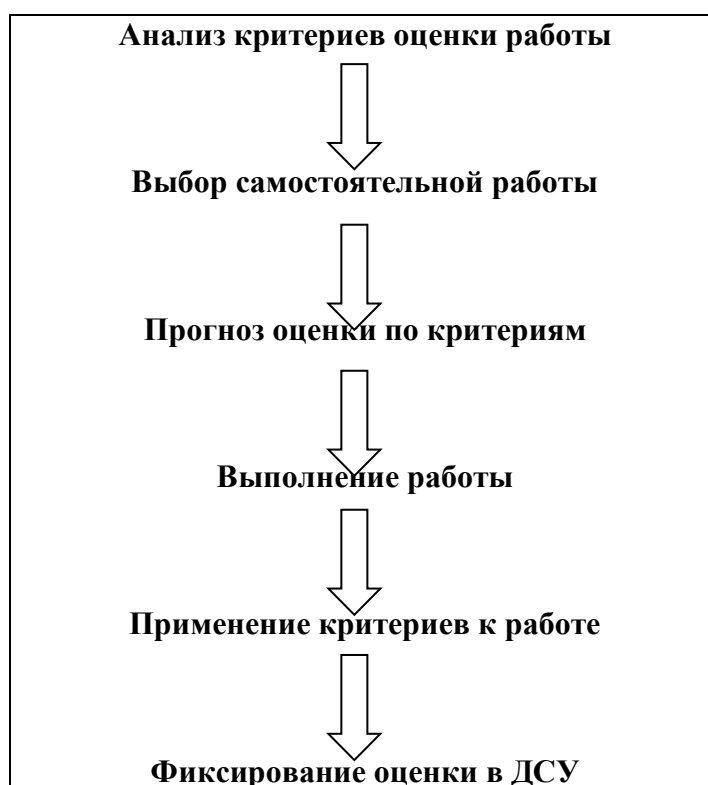 Анализ критериев оценки работы
Выбор самостоятельной работы
Прогноз оценки по критериям
Выполнение работы
Применение критериев к работе
Фиксирование оценки в ДСУ